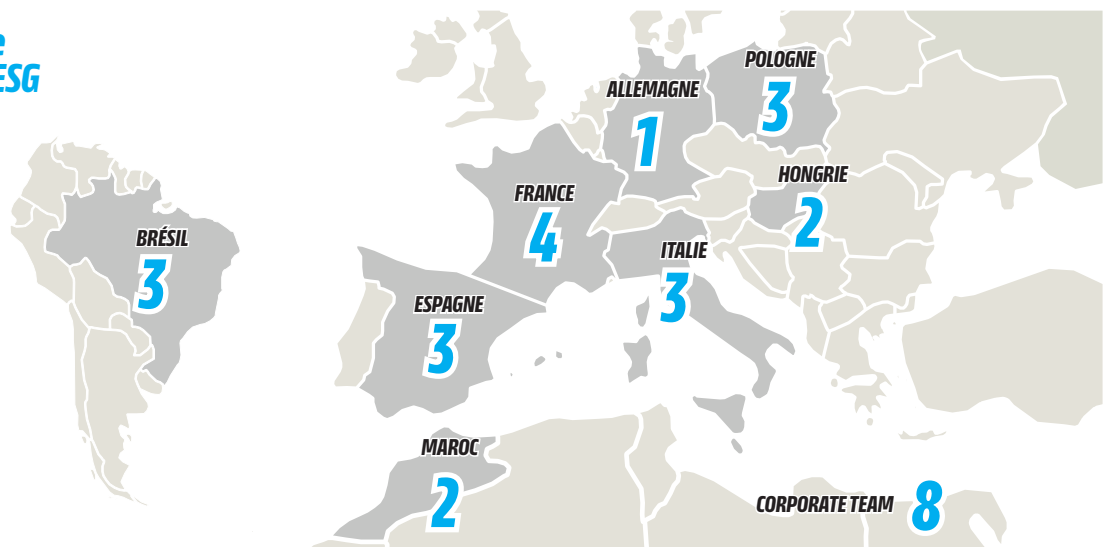 ESG
POLOGNE
3
ALLEMAGNE
1
HONGRIE
2
FRANCE
4
BRÉSIL
3
ITALIE
3
ESPAGNE
3
MAROC
2
CORPORATE TEAM 8